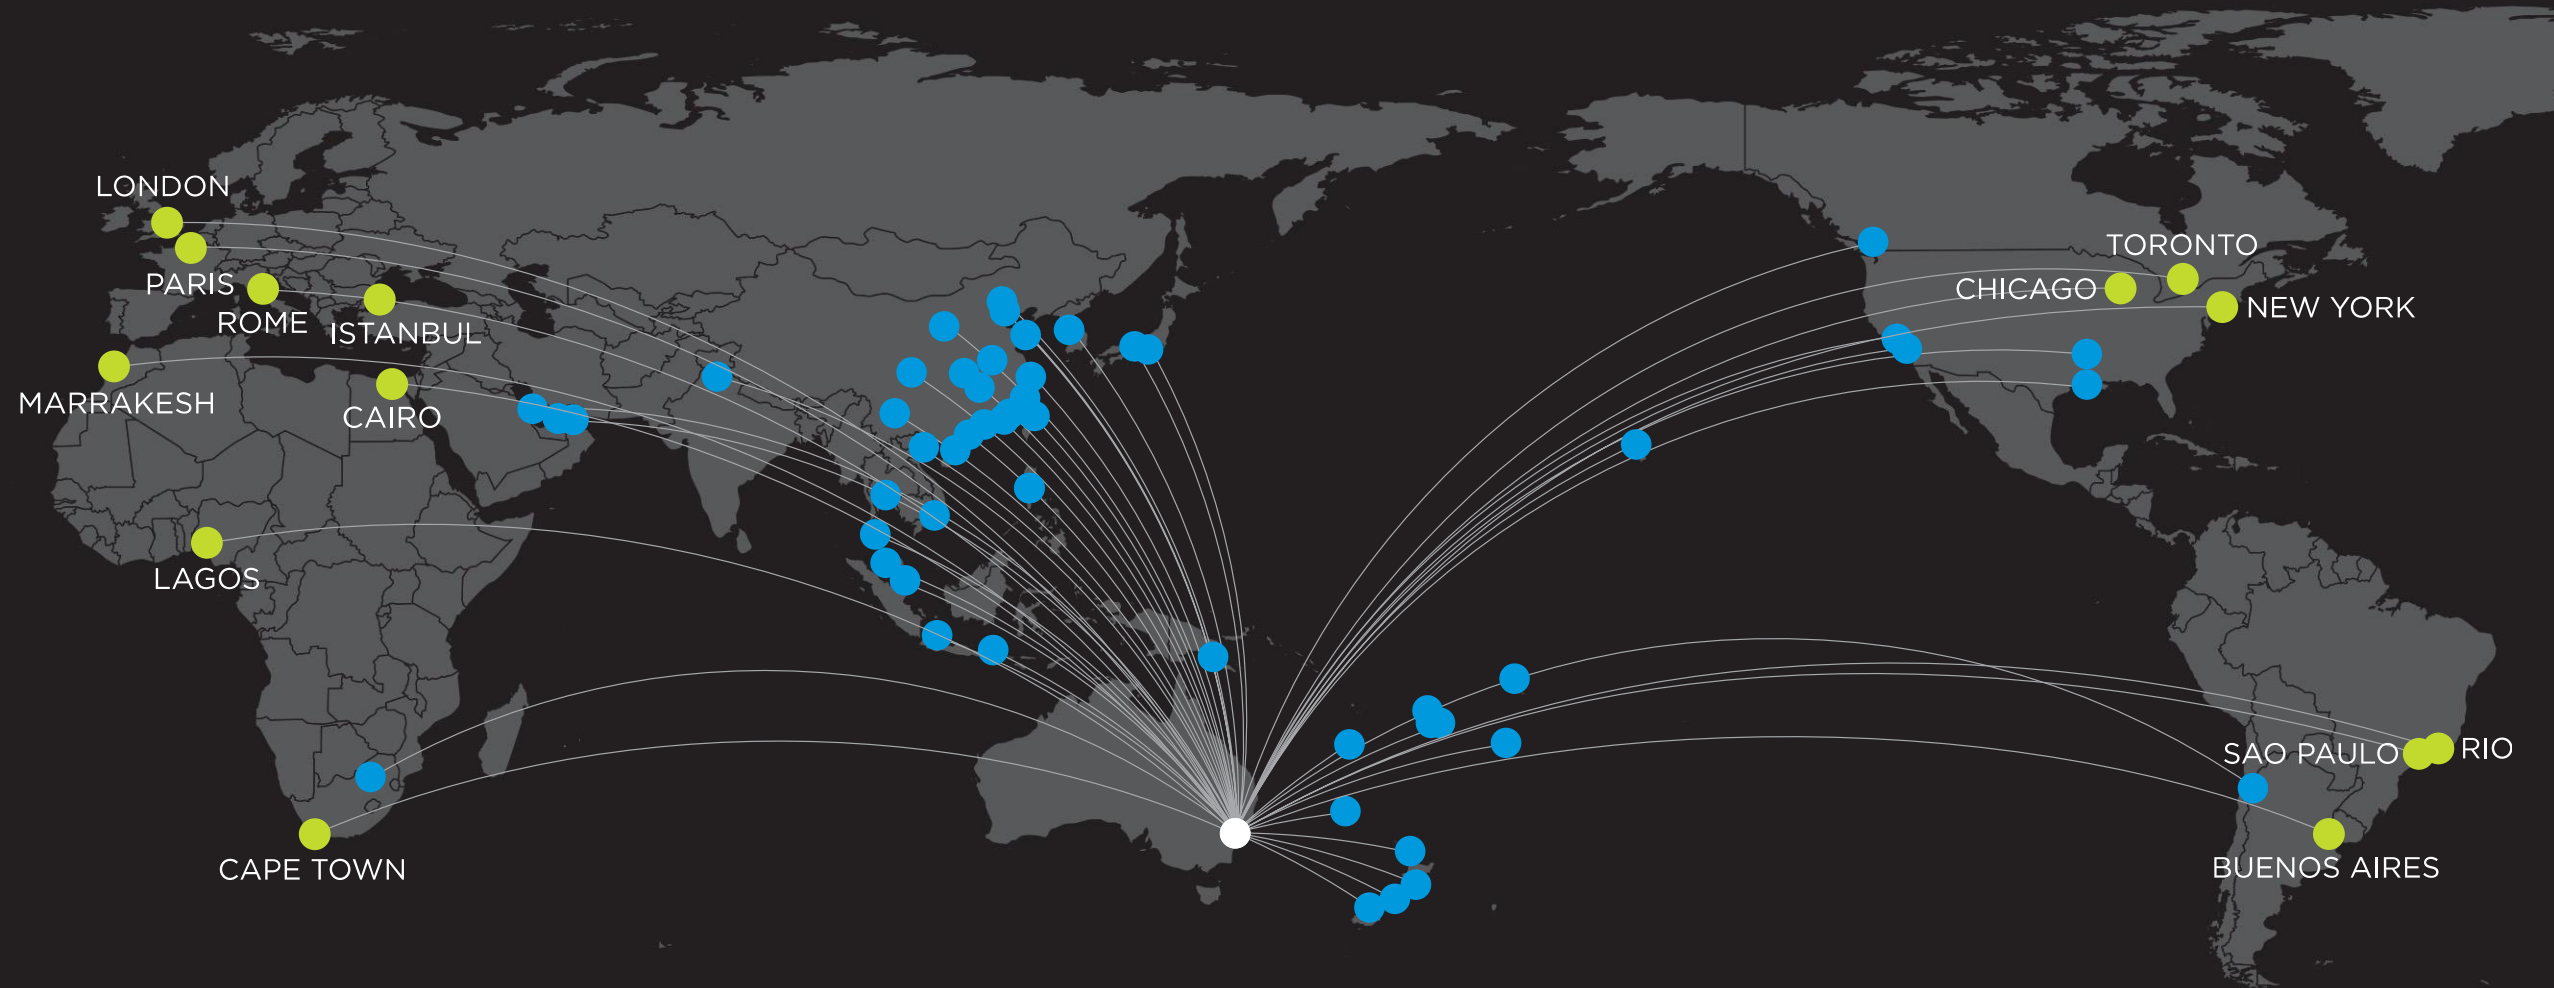 LONDON
PARIS
ROME
ISTANBUL
MARRAKESH
CAIRO
LAGOS
CAPE TOWN
TORONTO
CHICAGO
NEW YORK
SAO PAULO
RIO
BUENOS AIRES